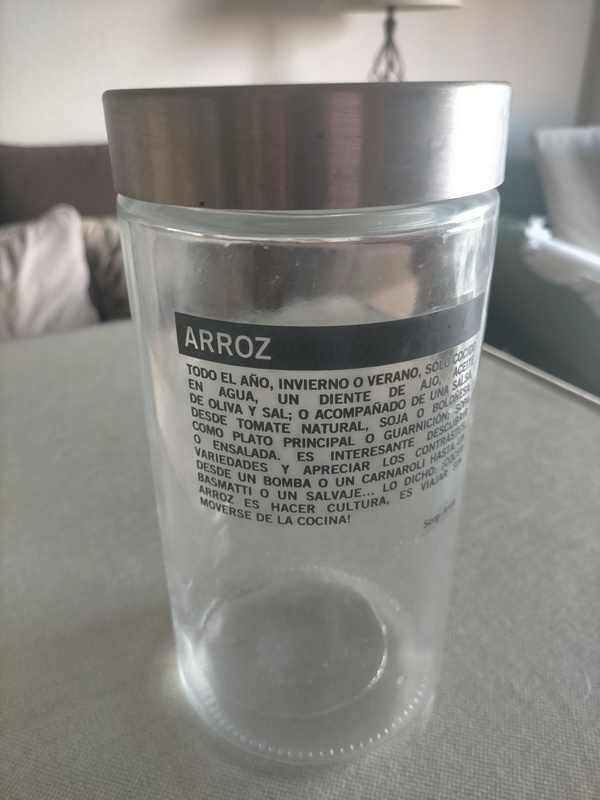 ARROZ
TODO EL AÑO, INVIERNO O VERANO, SÓLO COCIDO
EN AGUA, UN DIENTE DE AJO, ACEITE
DE OLIVA Y SAL; O ACOMPAÑADO DE UNA SALSA,
DESDE TOMATE NATURAL, SOJA O BOLOÑESA;
COMO PLATO PRINCIPAL O GUARNICIÓN;
O ENSALADA. ES INTERESANTE DESCUBRIR
VARIEDADES Y APRECIAR LOS CONTRASTES:
DESDE UN BOMBA O UN CARNAROLI HASTA UN
BASMATTI O UN SALVAJE... LO DICHO: ¡COCER
ARROZ ES HACER CULTURA, ES VIAJAR SIN
MOVERSE DE LA COCINA!
Sergi